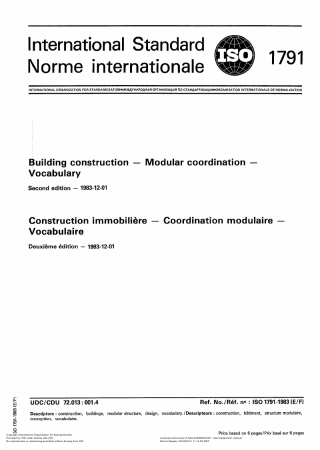 International Standard
Norme internationale
ISO
1791
INTERNATIONAL ORGANIZATION FOR STANDARDIZATION•МЕЖДУНАРОДНАЯ ОРГАНИЗАЦИЯ ПО СТАНДАРТИЗАЦИИ•ORGANISATION INTERNATIONALE DE NORMALISATION
Building construction — Modular coordination —
Vocabulary
Second edition — 1983-12-01
Construction immobilière — Coordination modulaire —
Vocabulaire
Deuxième édition — 1983-12-01
ISO 1791-1983 (E/F)
UDC/CDU 72.013 : 001.4
Ref. No./Réf. nº : ISO 1791-1983 (E/F)
Descriptors : construction, buildings, modular structure, design, vocabulary./Descripteurs : construction, bâtiment, structure modulaire,
conception, vocabulaire.
Price based on 6 pages/Prix basé sur 6 pages